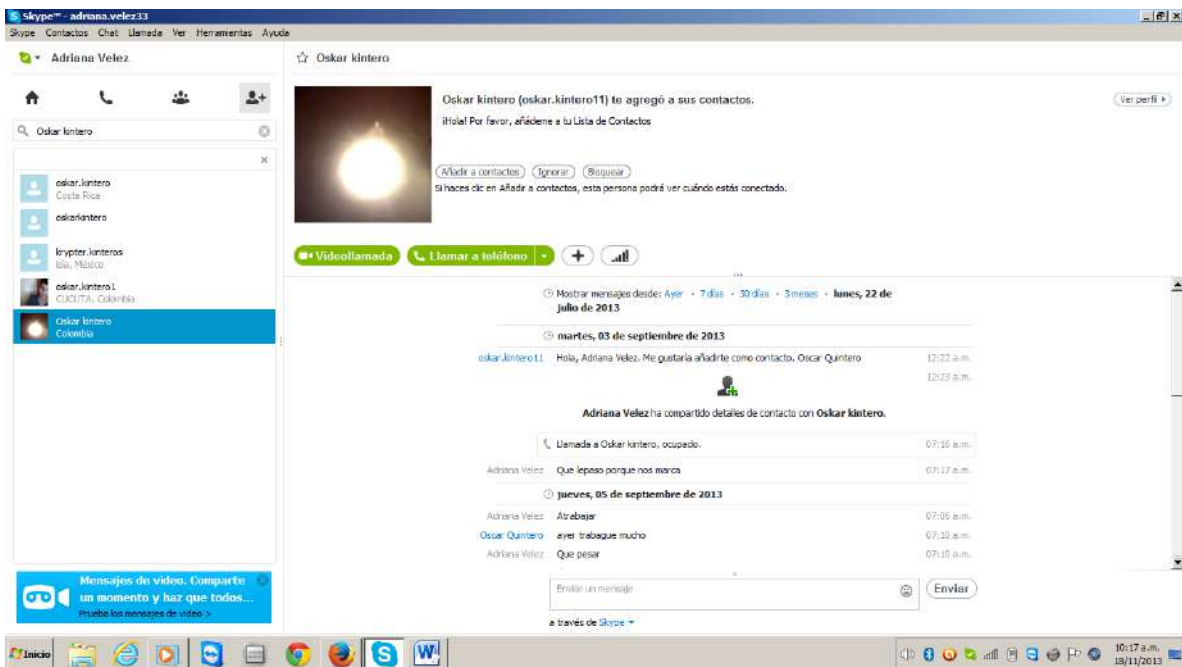 Skype™ - adriana.velez33
Skype Contactos Chat Llamada Ver Herramientas Ayuda
Adriana Velez
Oskar kintero
oskar.kintero
Costa Rica
oskarkintero
krypter.kinteros
Isla, México
oskar.kintero1
CUCUTA, Colombia
Oskar kintero
Colombia
Mensajes de video. Comparte
un momento y haz que todos...
Prueba los mensajes de video >
Oskar kintero
Oskar kintero (oskar.kintero11) te agregó a sus contactos.
Ver perfil
¡Hola! Por favor, añádeme a tu Lista de Contactos
Añadir a contactos Ignorar Bloquear
Si haces clic en Añadir a contactos, esta persona podrá ver cuándo estás conectado.
Videollamada Llamar a teléfono
Mostrar mensajes desde: Ayer • 7 días • 30 días • 3 meses • lunes, 22 de
julio de 2013
martes, 03 de septiembre de 2013
oskar.kintero11 Hola, Adriana Velez. Me gustaría añadirte como contacto. Oscar Quintero 12:22 a.m.
12:23 a.m.
Adriana Velez ha compartido detalles de contacto con Oskar kintero.
Llamada a Oskar kintero, ocupado. 07:16 a.m.
Adriana Velez Que lepaso porque nos marca 07:17 a.m.
jueves, 05 de septiembre de 2013
Adriana Velez Atrabajar 07:06 a.m.
Oscar Quintero ayer trabague mucho 07:10 a.m.
Adriana Velez Que pesar 07:10 a.m.
Enviar un mensaje Enviar
a través de Skype
Inicio
10:17 a.m.
18/11/2013